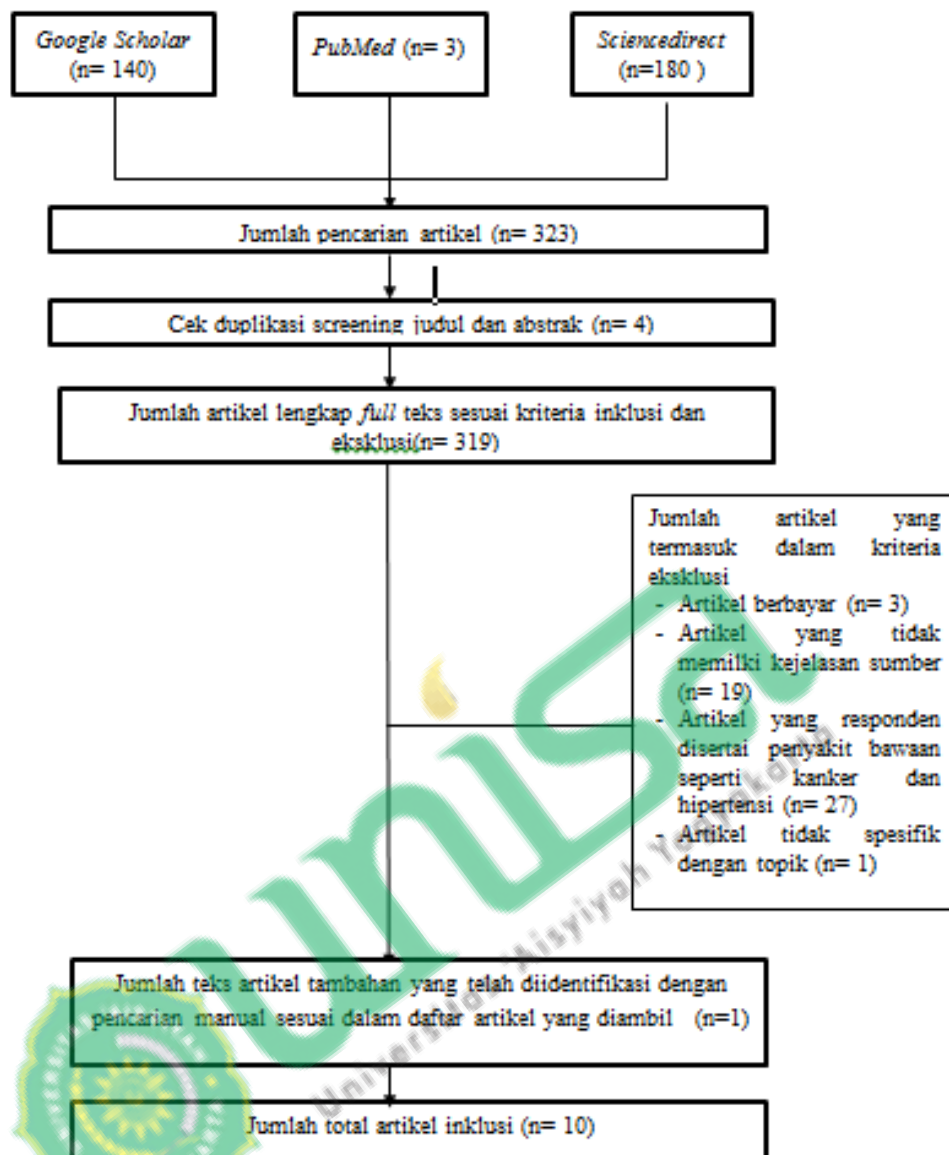 Google Scholar
(n= 140)
PubMed (n= 3)
Sciencedirect
(n=180 )
Jumlah pencarian artikel (n= 323)
Cek duplikasi screening judul dan abstrak (n= 4)
Jumlah artikel lengkap full teks sesuai kriteria inklusi dan
eksklusi(n= 319)
Jumlah artikel yang
termasuk dalam kriteria
eksklusi
- Artikel berbayar (n= 3)
- Artikel yang tidak
memilki kejelasan sumber
(n= 19)
- Artikel yang responden
disertai penyakit bawaan
seperti kanker dan
hipertensi (n= 27)
- Artikel tidak spesifik
dengan topik (n= 1)
Jumlah teks artikel tambahan yang telah diidentifikasi dengan
pencarian manual sesuai dalam daftar artikel yang diambil (n=1)
Jumlah total artikel inklusi (n= 10)
unisa
Universitas 'Aisyiyah Yogyakarta